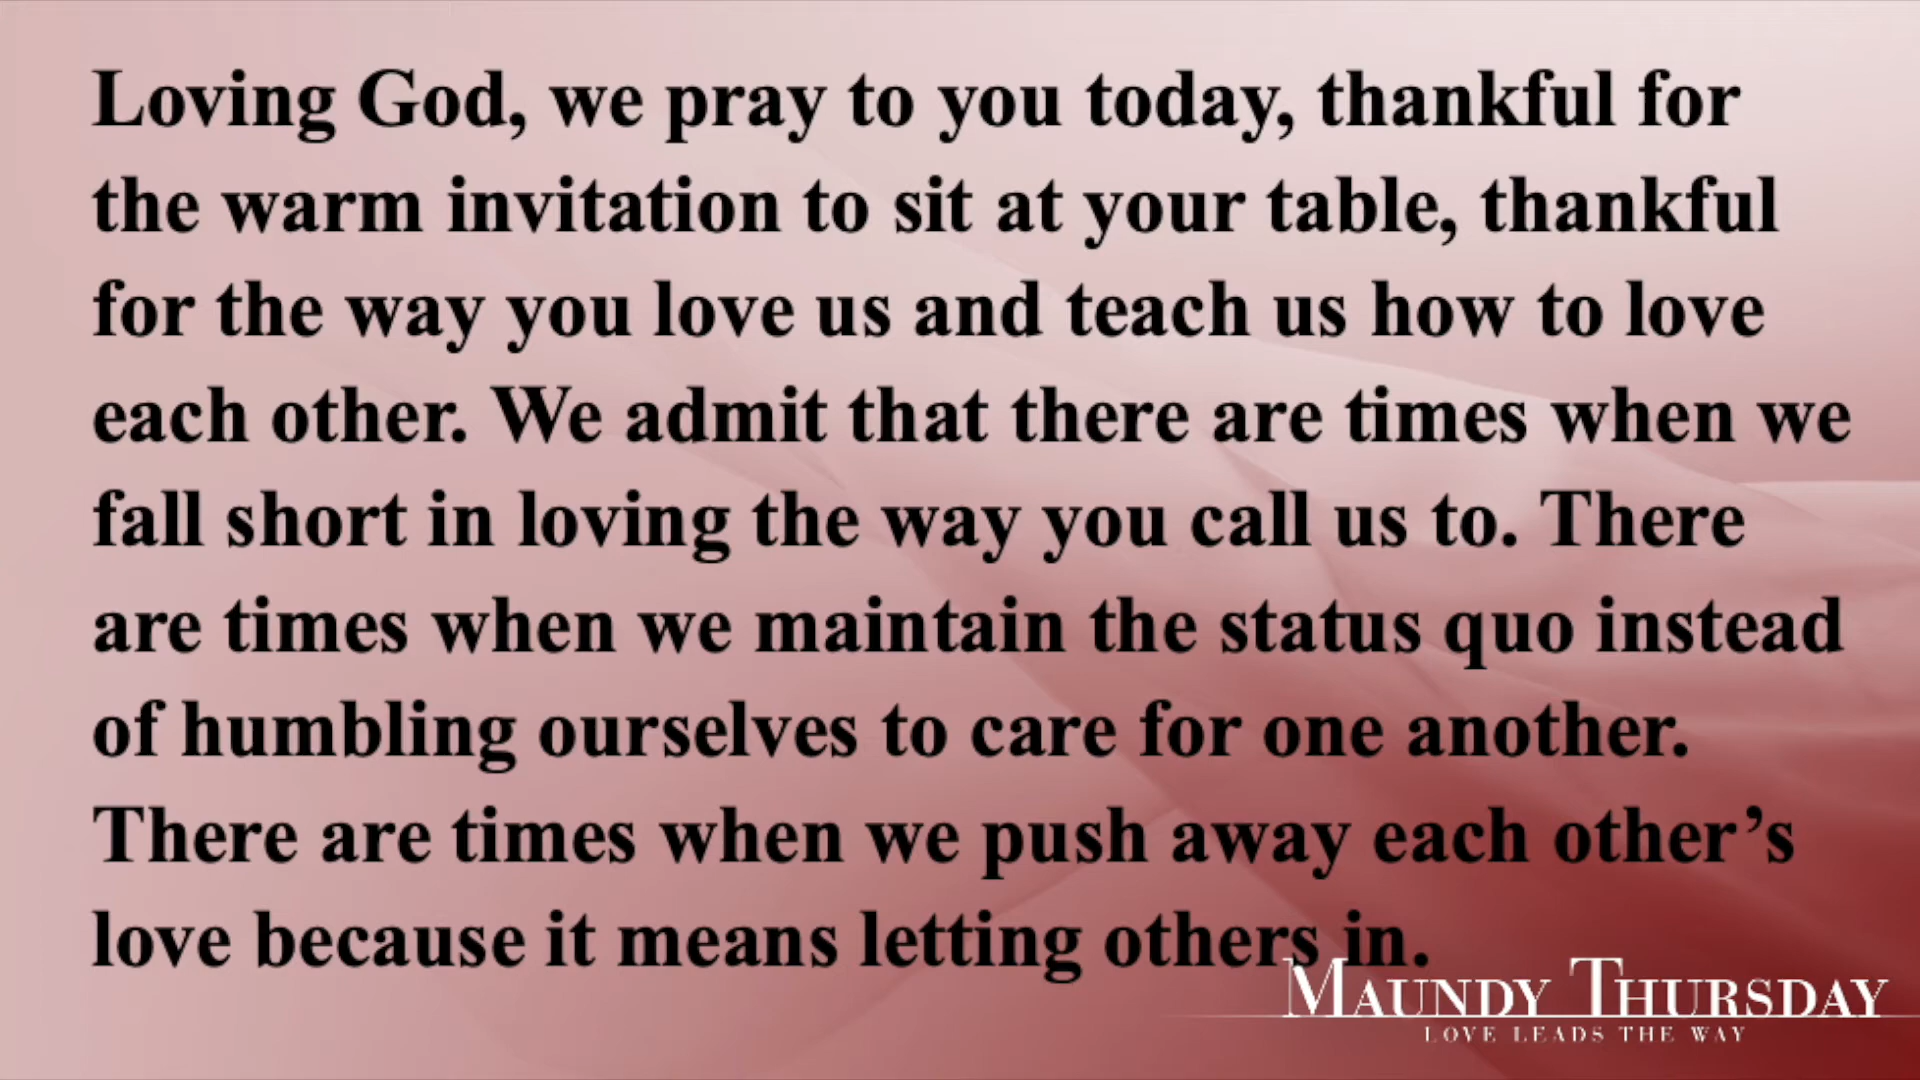 Loving God, we pray to you today, thankful for
the warm invitation to sit at your table, thankful
for the way you love us and teach us how to love
each other. We admit that there are times when we
fall short in loving the way you call us to. There
are times when we maintain the status quo instead
of humbling ourselves to care for one another.
There are times when we push away each other’s
love because it means letting others in.
MAUNDY THURSDAY
LOVE LEADS THE WAY